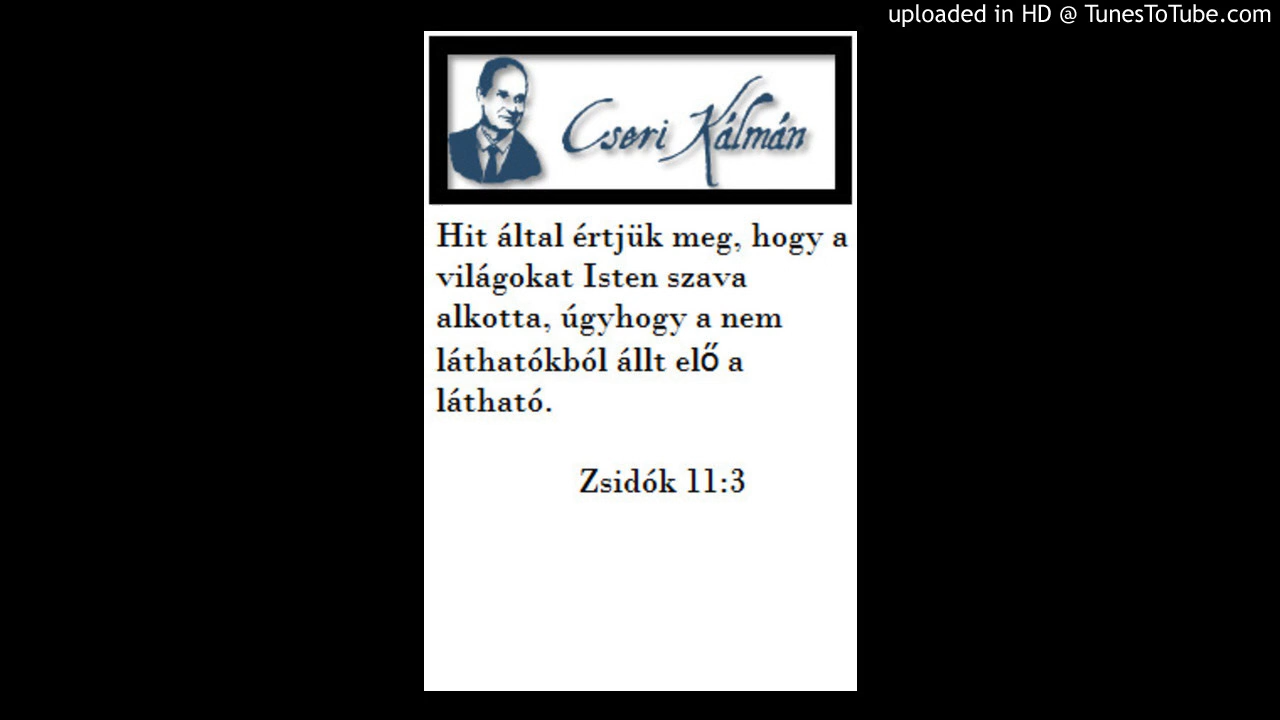 uploaded in HD @ TunesToTube.com
Cseri Kálmán
Hit által értjük meg, hogy a
világokat Isten szava
alkotta, úgyhogy a nem
láthatókból állt elő a
látható.
Zsidók 11:3